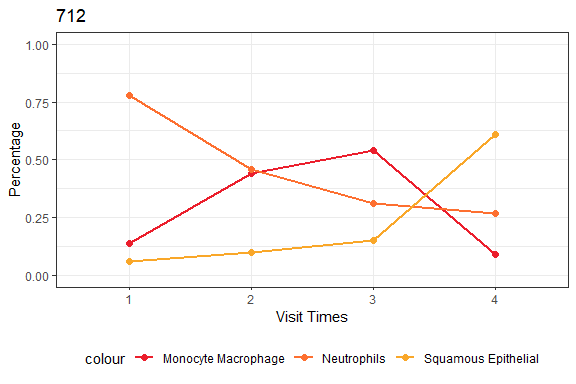 712
1.00
0.75
0.50
0.25
0.00
Percentage
1 2 3 4
Visit Times
colour Monocyte Macrophage Neutrophils Squamous Epithelial